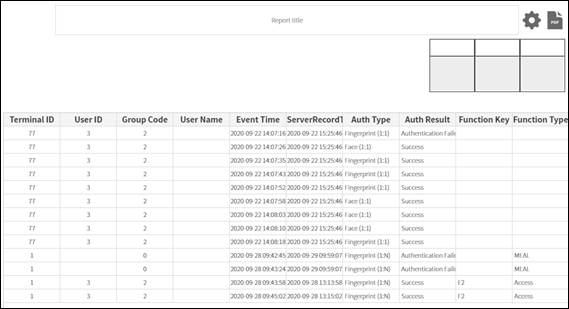 Report title
PDF
Terminal ID User ID Group Code User Name Event Time ServerRecordT Auth Type Auth Result Function Key Function Type
77 3 2 2020-09-22 14:07:16 2020-09-22 15:25:46 Fingerprint (1:1) Authentication Faile
77 3 2 2020-09-22 14:07:26 2020-09-22 15:25:46 Face (1:1) Success
77 3 2 2020-09-22 14:07:35 2020-09-22 15:25:46 Fingerprint (1:1) Success
77 3 2 2020-09-22 14:07:43 2020-09-22 15:25:46 Fingerprint (1:1) Success
77 3 2 2020-09-22 14:07:52 2020-09-22 15:25:46 Fingerprint (1:1) Success
77 3 2 2020-09-22 14:07:58 2020-09-22 15:25:46 Face (1:1) Success
77 3 2 2020-09-22 14:08:03 2020-09-22 15:25:46 Face (1:1) Success
77 3 2 2020-09-22 14:08:10 2020-09-22 15:25:46 Face (1:1) Success
77 3 2 2020-09-22 14:08:18 2020-09-22 15:25:46 Fingerprint (1:1) Success
1 0 2020-09-28 09:42:45 2020-09-29 09:59:07 Fingerprint (1:N) Authentication Faile MEAL
1 0 2020-09-28 09:43:24 2020-09-29 09:59:07 Fingerprint (1:N) Authentication Faile MEAL
1 3 2 2020-09-28 09:43:58 2020-09-28 13:13:58 Fingerprint (1:N) Success F2 Access
1 3 2 2020-09-28 09:45:02 2020-09-28 13:15:02 Fingerprint (1:N) Success F2 Access